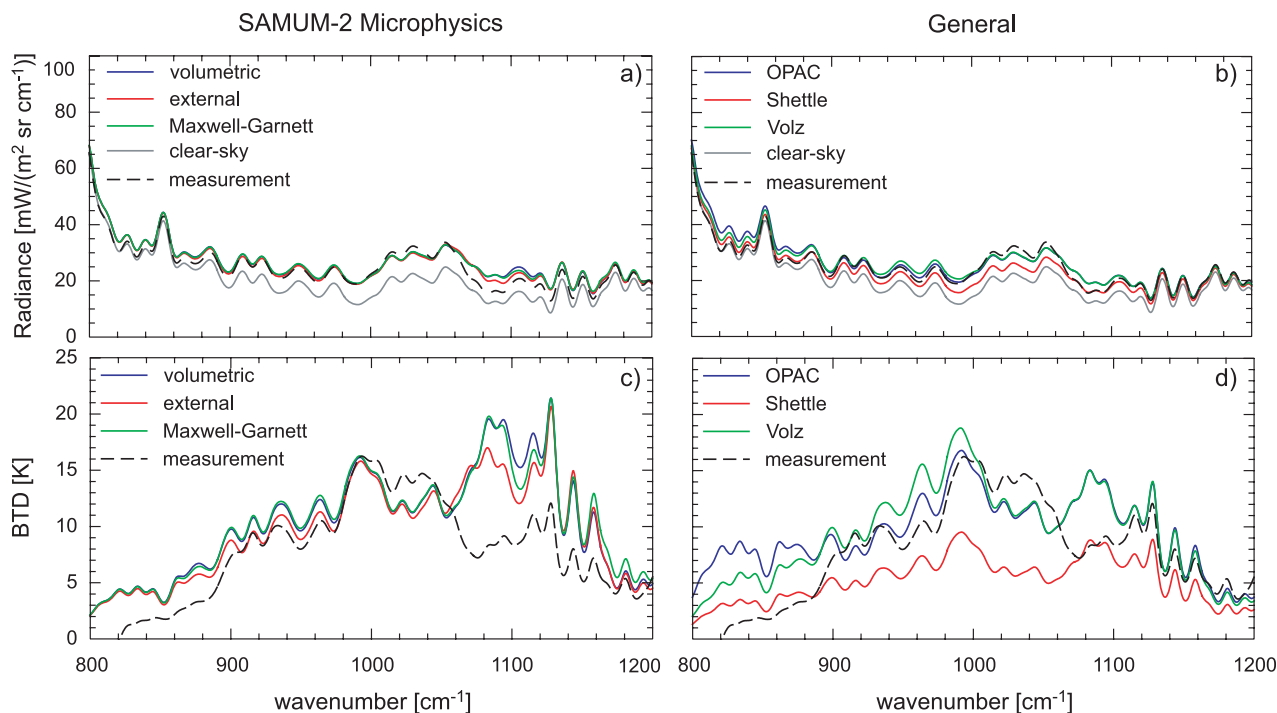 SAMUM-2 Microphysics
General
Radiance [mW/(m² sr cm⁻¹)]
100
80
60
40
20
0
volumetric
external
Maxwell-Garnett
clear-sky
measurement
a)
OPAC
Shettle
Volz
clear-sky
measurement
b)
BTD [K]
25
20
15
10
5
0
volumetric
external
Maxwell-Garnett
measurement
c)
OPAC
Shettle
Volz
measurement
d)
800
900
1000
1100
1200
800
900
1000
1100
1200
wavenumber [cm⁻¹]
wavenumber [cm⁻¹]